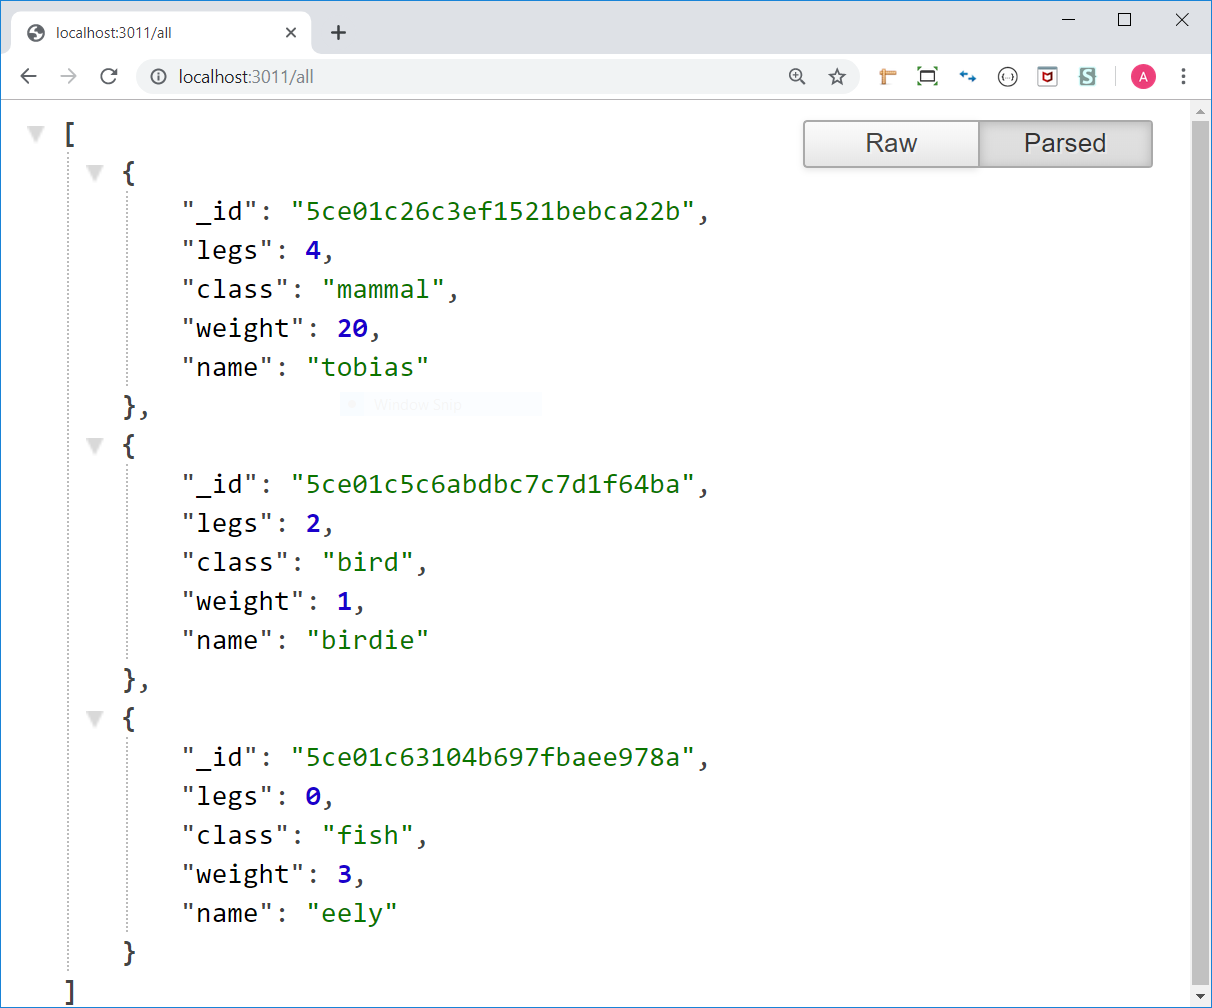 localhost:3011/all
localhost:3011/all
A
Raw
Parsed
[
{
"_id": "5ce01c26c3ef1521bebca22b",
"legs": 4,
"class": "mammal",
"weight": 20,
"name": "tobias"
},
Window Snip
{
"_id": "5ce01c5c6abdbc7c7d1f64ba",
"legs": 2,
"class": "bird",
"weight": 1,
"name": "birdie"
},
{
"_id": "5ce01c63104b697fbaee978a",
"legs": 0,
"class": "fish",
"weight": 3,
"name": "eely"
}
]